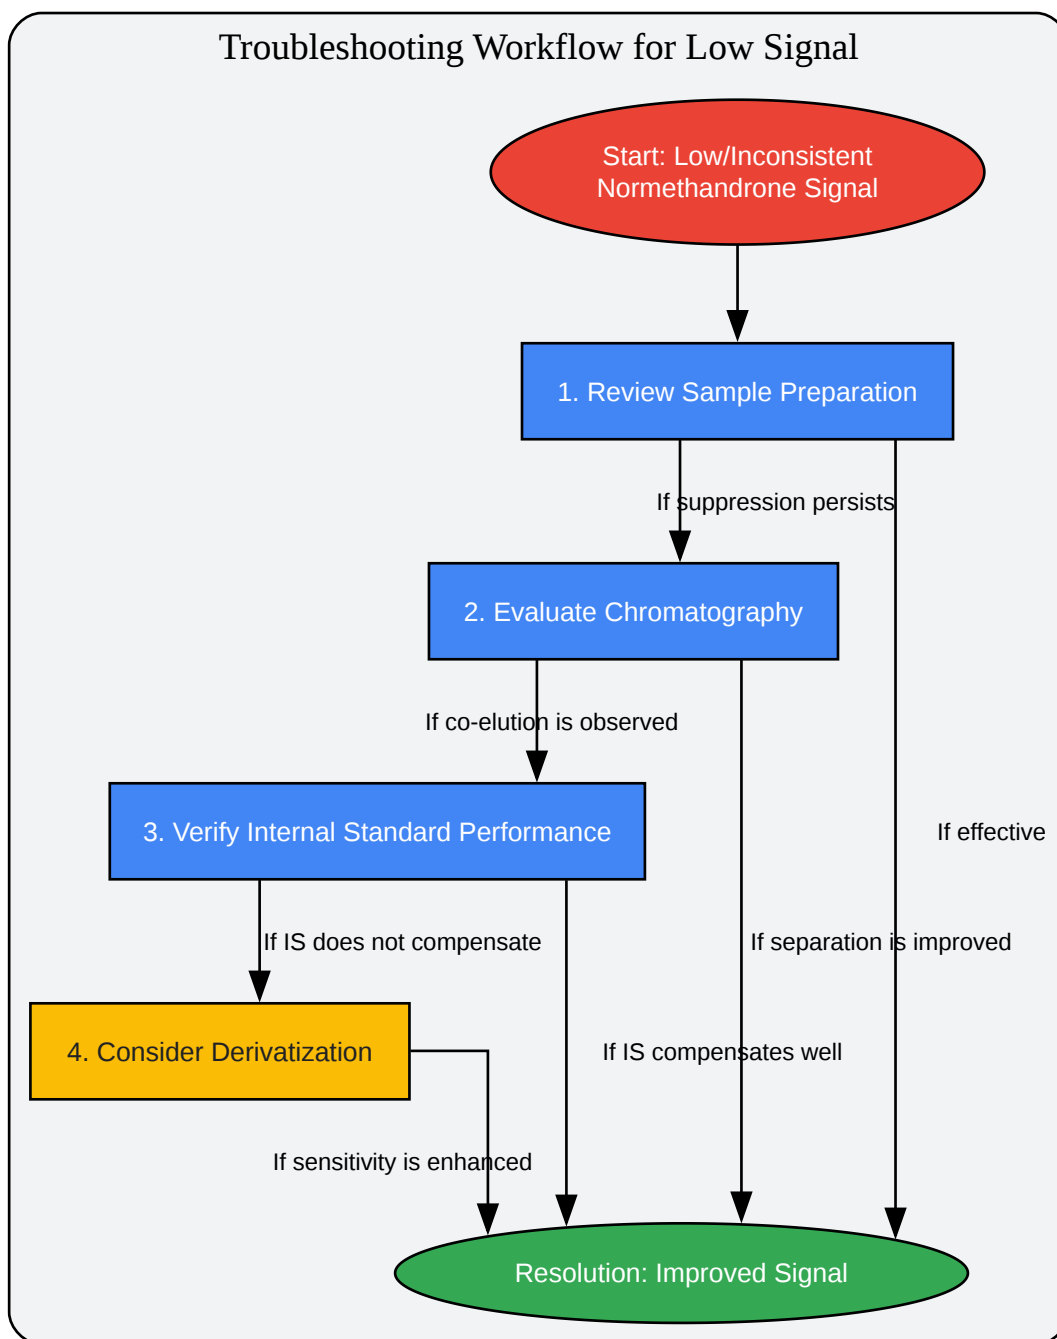 Troubleshooting Workflow for Low Signal
Start: Low/Inconsistent
Normethandrone Signal
1. Review Sample Preparation
If suppression persists
2. Evaluate Chromatography
If co-elution is observed
3. Verify Internal Standard Performance
If effective
If IS does not compensate
If separation is improved
4. Consider Derivatization
If IS compensates well
If sensitivity is enhanced
Resolution: Improved Signal